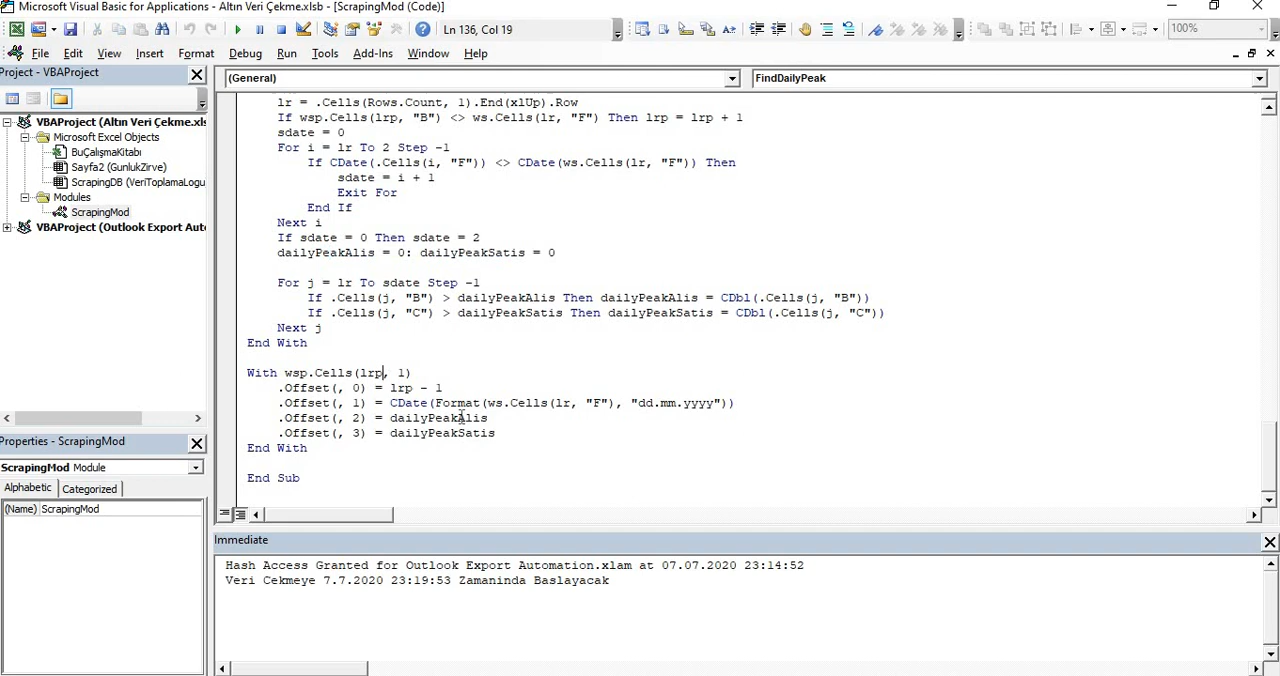 Microsoft Visual Basic for Applications - Altın Veri Çekme.xlsb - [ScrapingMod (Code)]
Ln 136, Col 19
100%
File Edit View Insert Format Debug Run Tools Add-Ins Window Help
Project - VBAProject
VBAProject (Altın Veri Çekme.xls
Microsoft Excel Objects
BuÇalışmaKitabı
Sayfa2 (GunlukZirve)
ScrapingDB (VeriToplamaLogu
Modules
ScrapingMod
VBAProject (Outlook Export Aut
Properties - ScrapingMod
ScrapingMod Module
Alphabetic Categorized
(Name) ScrapingMod
(General) FindDailyPeak
lr = .Cells(Rows.Count, 1).End(xlUp).Row
If wsp.Cells(lrp, "B") <> ws.Cells(lr, "F") Then lrp = lrp + 1
sdate = 0
For i = lr To 2 Step -1
If CDate(.Cells(i, "F")) <> CDate(ws.Cells(lr, "F")) Then
sdate = i + 1
Exit For
End If
Next i
If sdate = 0 Then sdate = 2
dailyPeakAlis = 0: dailyPeakSatis = 0
For j = lr To sdate Step -1
If .Cells(j, "B") > dailyPeakAlis Then dailyPeakAlis = CDbl(.Cells(j, "B"))
If .Cells(j, "C") > dailyPeakSatis Then dailyPeakSatis = CDbl(.Cells(j, "C"))
Next j
End With
With wsp.Cells(lrp, 1)
.Offset(, 0) = lrp - 1
.Offset(, 1) = CDate(Format(ws.Cells(lr, "F"), "dd.mm.yyyy"))
.Offset(, 2) = dailyPeakAlis
.Offset(, 3) = dailyPeakSatis
End With
End Sub
Immediate
Hash Access Granted for Outlook Export Automation.xlam at 07.07.2020 23:14:52
Veri Cekmeye 7.7.2020 23:19:53 Zamaninda Baslayacak